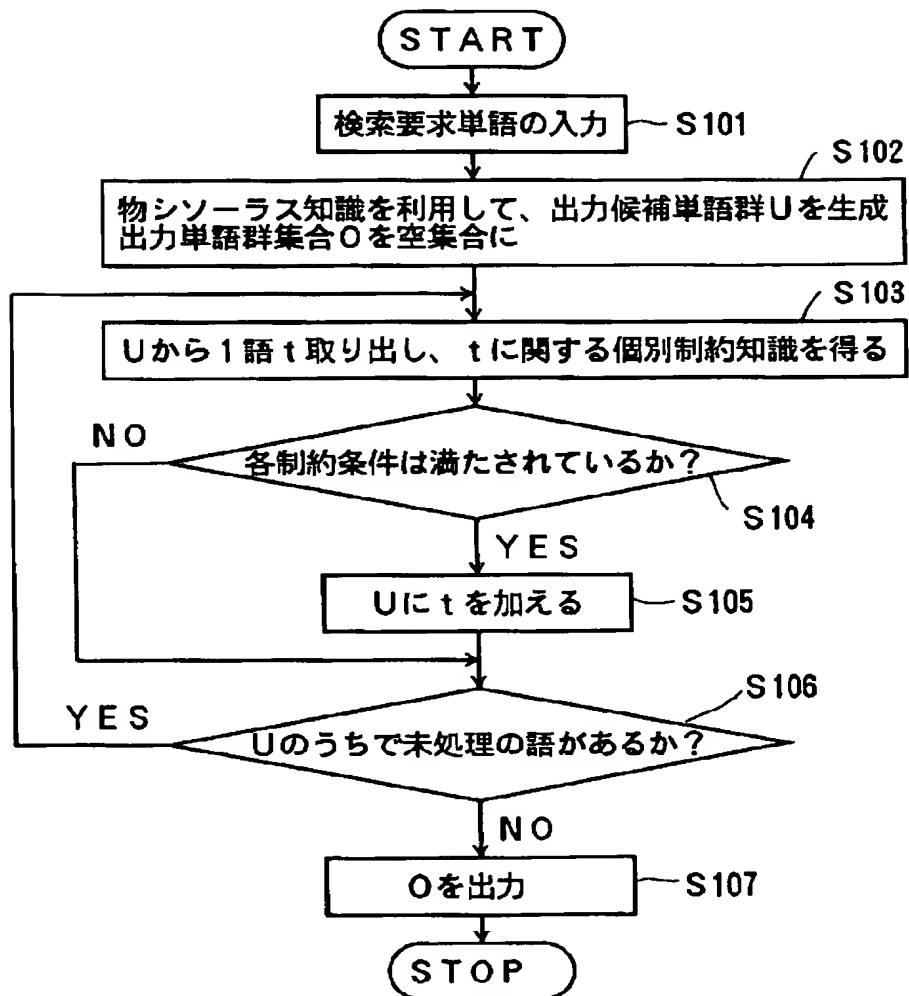 START
検索要求単語の入力
S101
S102
物シソーラス知識を利用して、出力候補単語群Uを生成
出力単語群集合Oを空集合に
S103
Uから1語t取り出し、tに関する個別制約知識を得る
NO
各制約条件は満たされているか?
S104
YES
Uにtを加える
S105
S106
YES
Uのうちで未処理の語があるか?
NO
Oを出力
S107
STOP